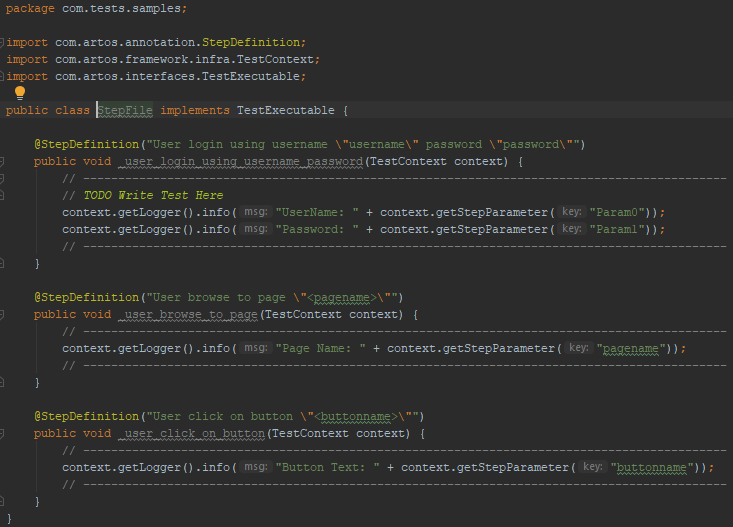 package com.tests.samples;
import com.artos.annotation.StepDefinition;
import com.artos.framework.infra.TestContext;
import com.artos.interfaces.TestExecutable;
public class StepFile implements TestExecutable {
@StepDefinition("User login using username \"username\" password \"password\"")
public void _user_login_using_username_password(TestContext context) {
// --------------------------------------------------------------------------------------------
// TODO Write Test Here
context.getLogger().info( msg: "UserName: " + context.getStepParameter( key: "Param0"));
context.getLogger().info( msg: "Password: " + context.getStepParameter( key: "Param1"));
// --------------------------------------------------------------------------------------------
}
@StepDefinition("User browse to page \"<pagename>\"")
public void _user_browse_to_page(TestContext context) {
// --------------------------------------------------------------------------------------------
context.getLogger().info( msg: "Page Name: " + context.getStepParameter( key: "pagename"));
// --------------------------------------------------------------------------------------------
}
@StepDefinition("User click on button \"<buttonname>\"")
public void _user_click_on_button(TestContext context) {
// --------------------------------------------------------------------------------------------
context.getLogger().info( msg: "Button Text: " + context.getStepParameter( key: "buttonname"));
// --------------------------------------------------------------------------------------------
}
}